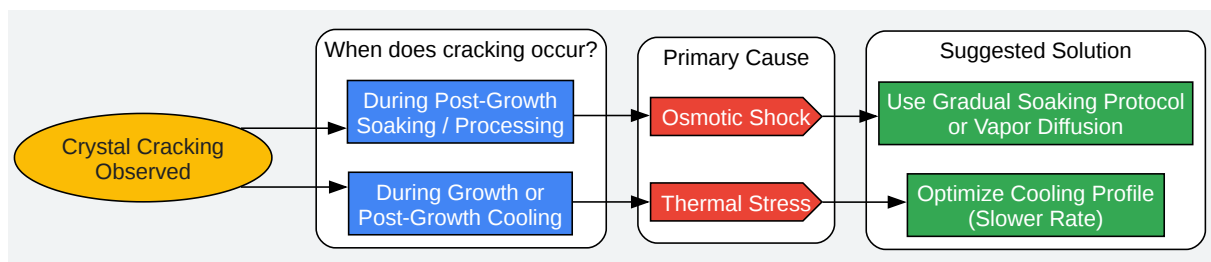 When does cracking occur?
Primary Cause
Suggested Solution
Crystal Cracking
Observed
During Post-Growth
Soaking / Processing
Osmotic Shock
Use Gradual Soaking Protocol
or Vapor Diffusion
During Growth or
Post-Growth Cooling
Thermal Stress
Optimize Cooling Profile
(Slower Rate)